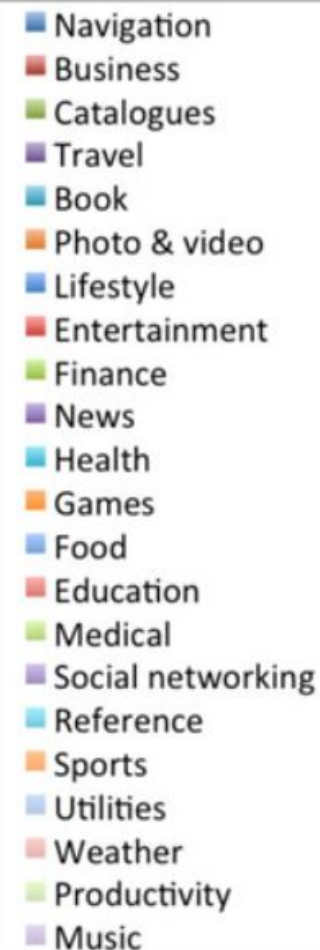 Navigation
Business
Catalogues
Travel
Book
Photo & video
Lifestyle
Entertainment
Finance
News
Health
Games
Food
Education
Medical
Social networking
Reference
Sports
Utilities
Weather
Productivity
Music